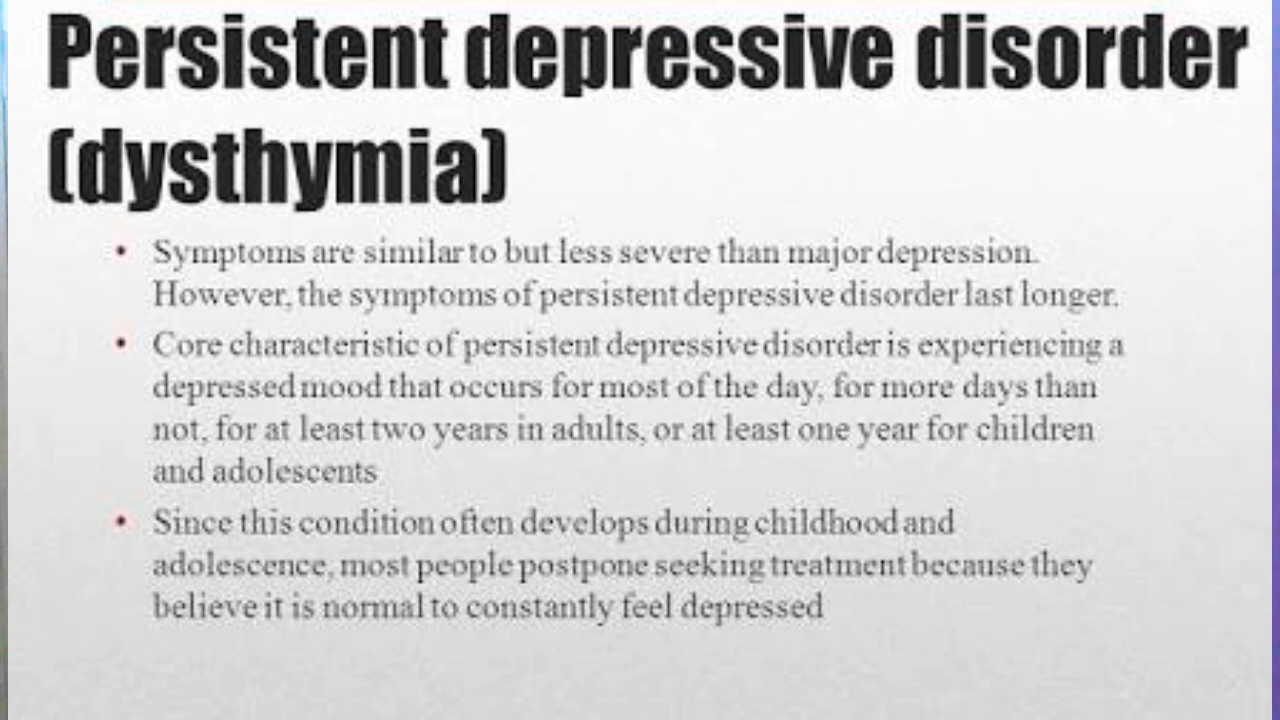 Persistent depressive disorder
(dysthymia)
• Symptoms are similar to but less severe than major depression.
However, the symptoms of persistent depressive disorder last longer.
• Core characteristic of persistent depressive disorder is experiencing a
depressed mood that occurs for most of the day, for more days than
not, for at least two years in adults, or at least one year for children
and adolescents
• Since this condition often develops during childhood and
adolescence, most people postpone seeking treatment because they
believe it is normal to constantly feel depressed